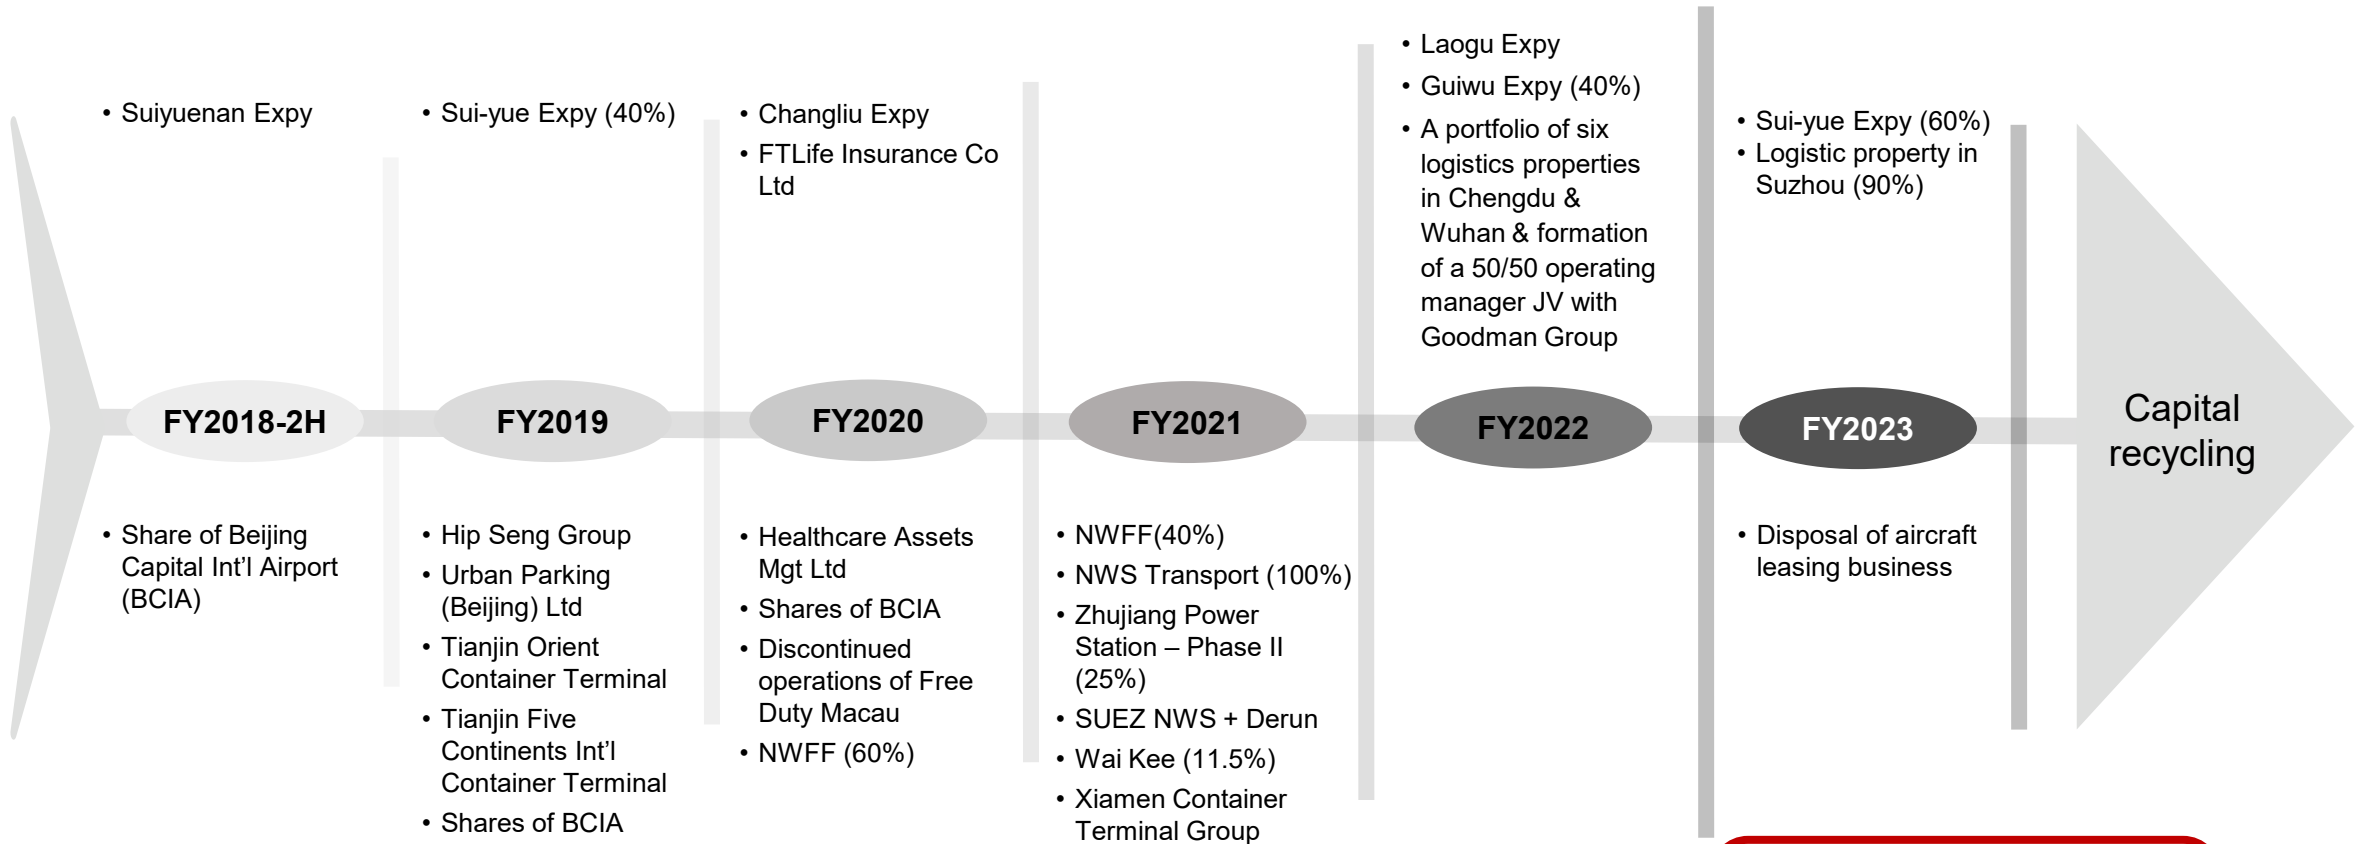 • Suiyuenan Expy
• Sui-yue Expy (40%)
• Changliu Expy
• FTLife Insurance Co
Ltd
• Laogu Expy
• Guiwu Expy (40%)
• A portfolio of six
logistics properties
in Chengdu &
Wuhan & formation
of a 50/50 operating
manager JV with
Goodman Group
• Sui-yue Expy (60%)
• Logistic property in
Suzhou (90%)
FY2018-2H
FY2019
FY2020
FY2021
FY2022
FY2023
Capital
recycling
• Share of Beijing
Capital Int’l Airport
(BCIA)
• Hip Seng Group
• Urban Parking
(Beijing) Ltd
• Tianjin Orient
Container Terminal
• Tianjin Five
Continents Int’l
Container Terminal
• Shares of BCIA
• Healthcare Assets
Mgt Ltd
• Shares of BCIA
• Discontinued
operations of Free
Duty Macau
• NWFF (60%)
• NWFF(40%)
• NWS Transport (100%)
• Zhujiang Power
Station – Phase II
(25%)
• SUEZ NWS + Derun
• Wai Kee (11.5%)
• Xiamen Container
Terminal Group
• Disposal of aircraft
leasing business